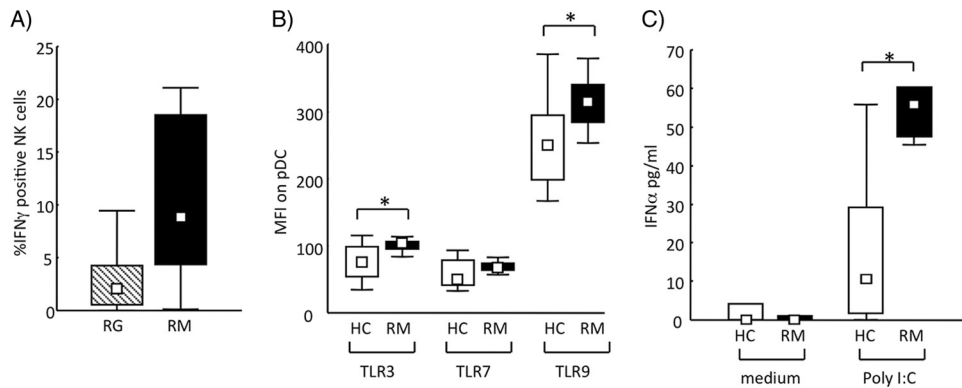 A)
%IFNγ positive NK cells
25
20
15
10
5
0
RG RM
B)
MFI on pDC
400
300
200
100
0
* *
HC RM HC RM HC RM
TLR3 TLR7 TLR9
C)
IFNα pg/ml
70
60
50
40
30
20
10
0
*
HC RM HC RM
medium Poly I:C